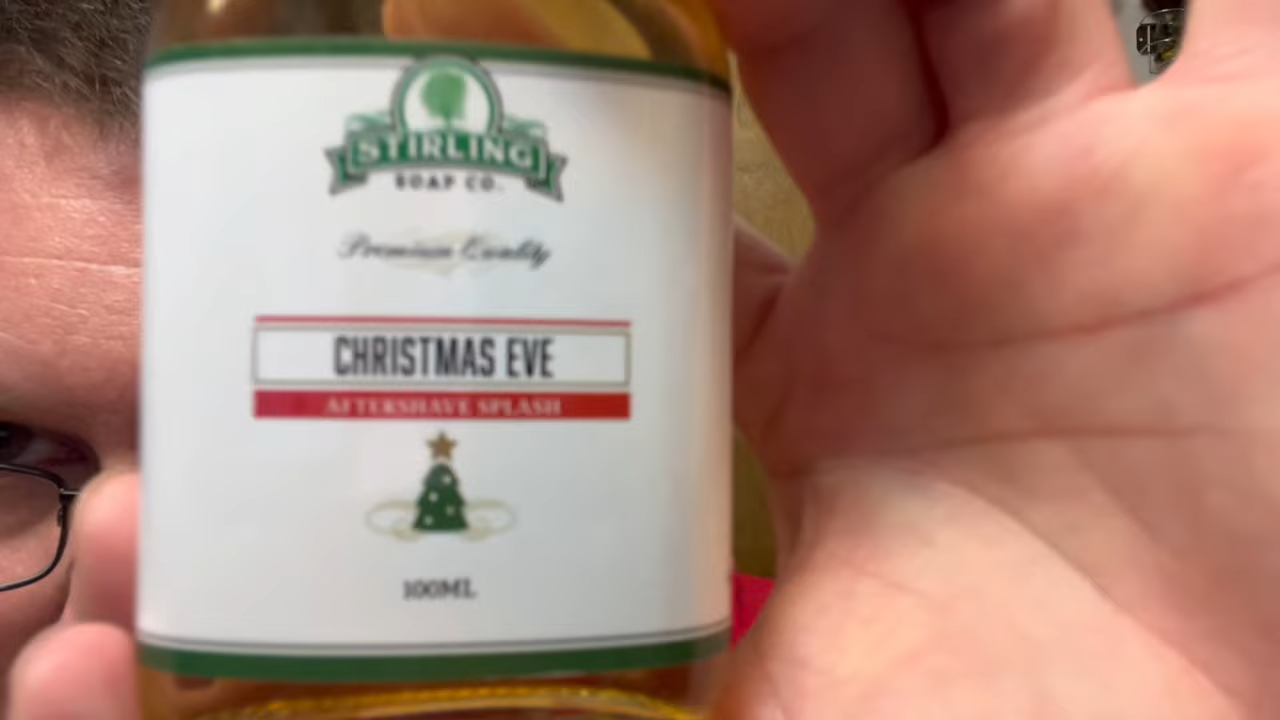 STIRLING
SOAP CO.
Premium Quality
CHRISTMAS EVE
AFTERSHAVE SPLASH
100ML